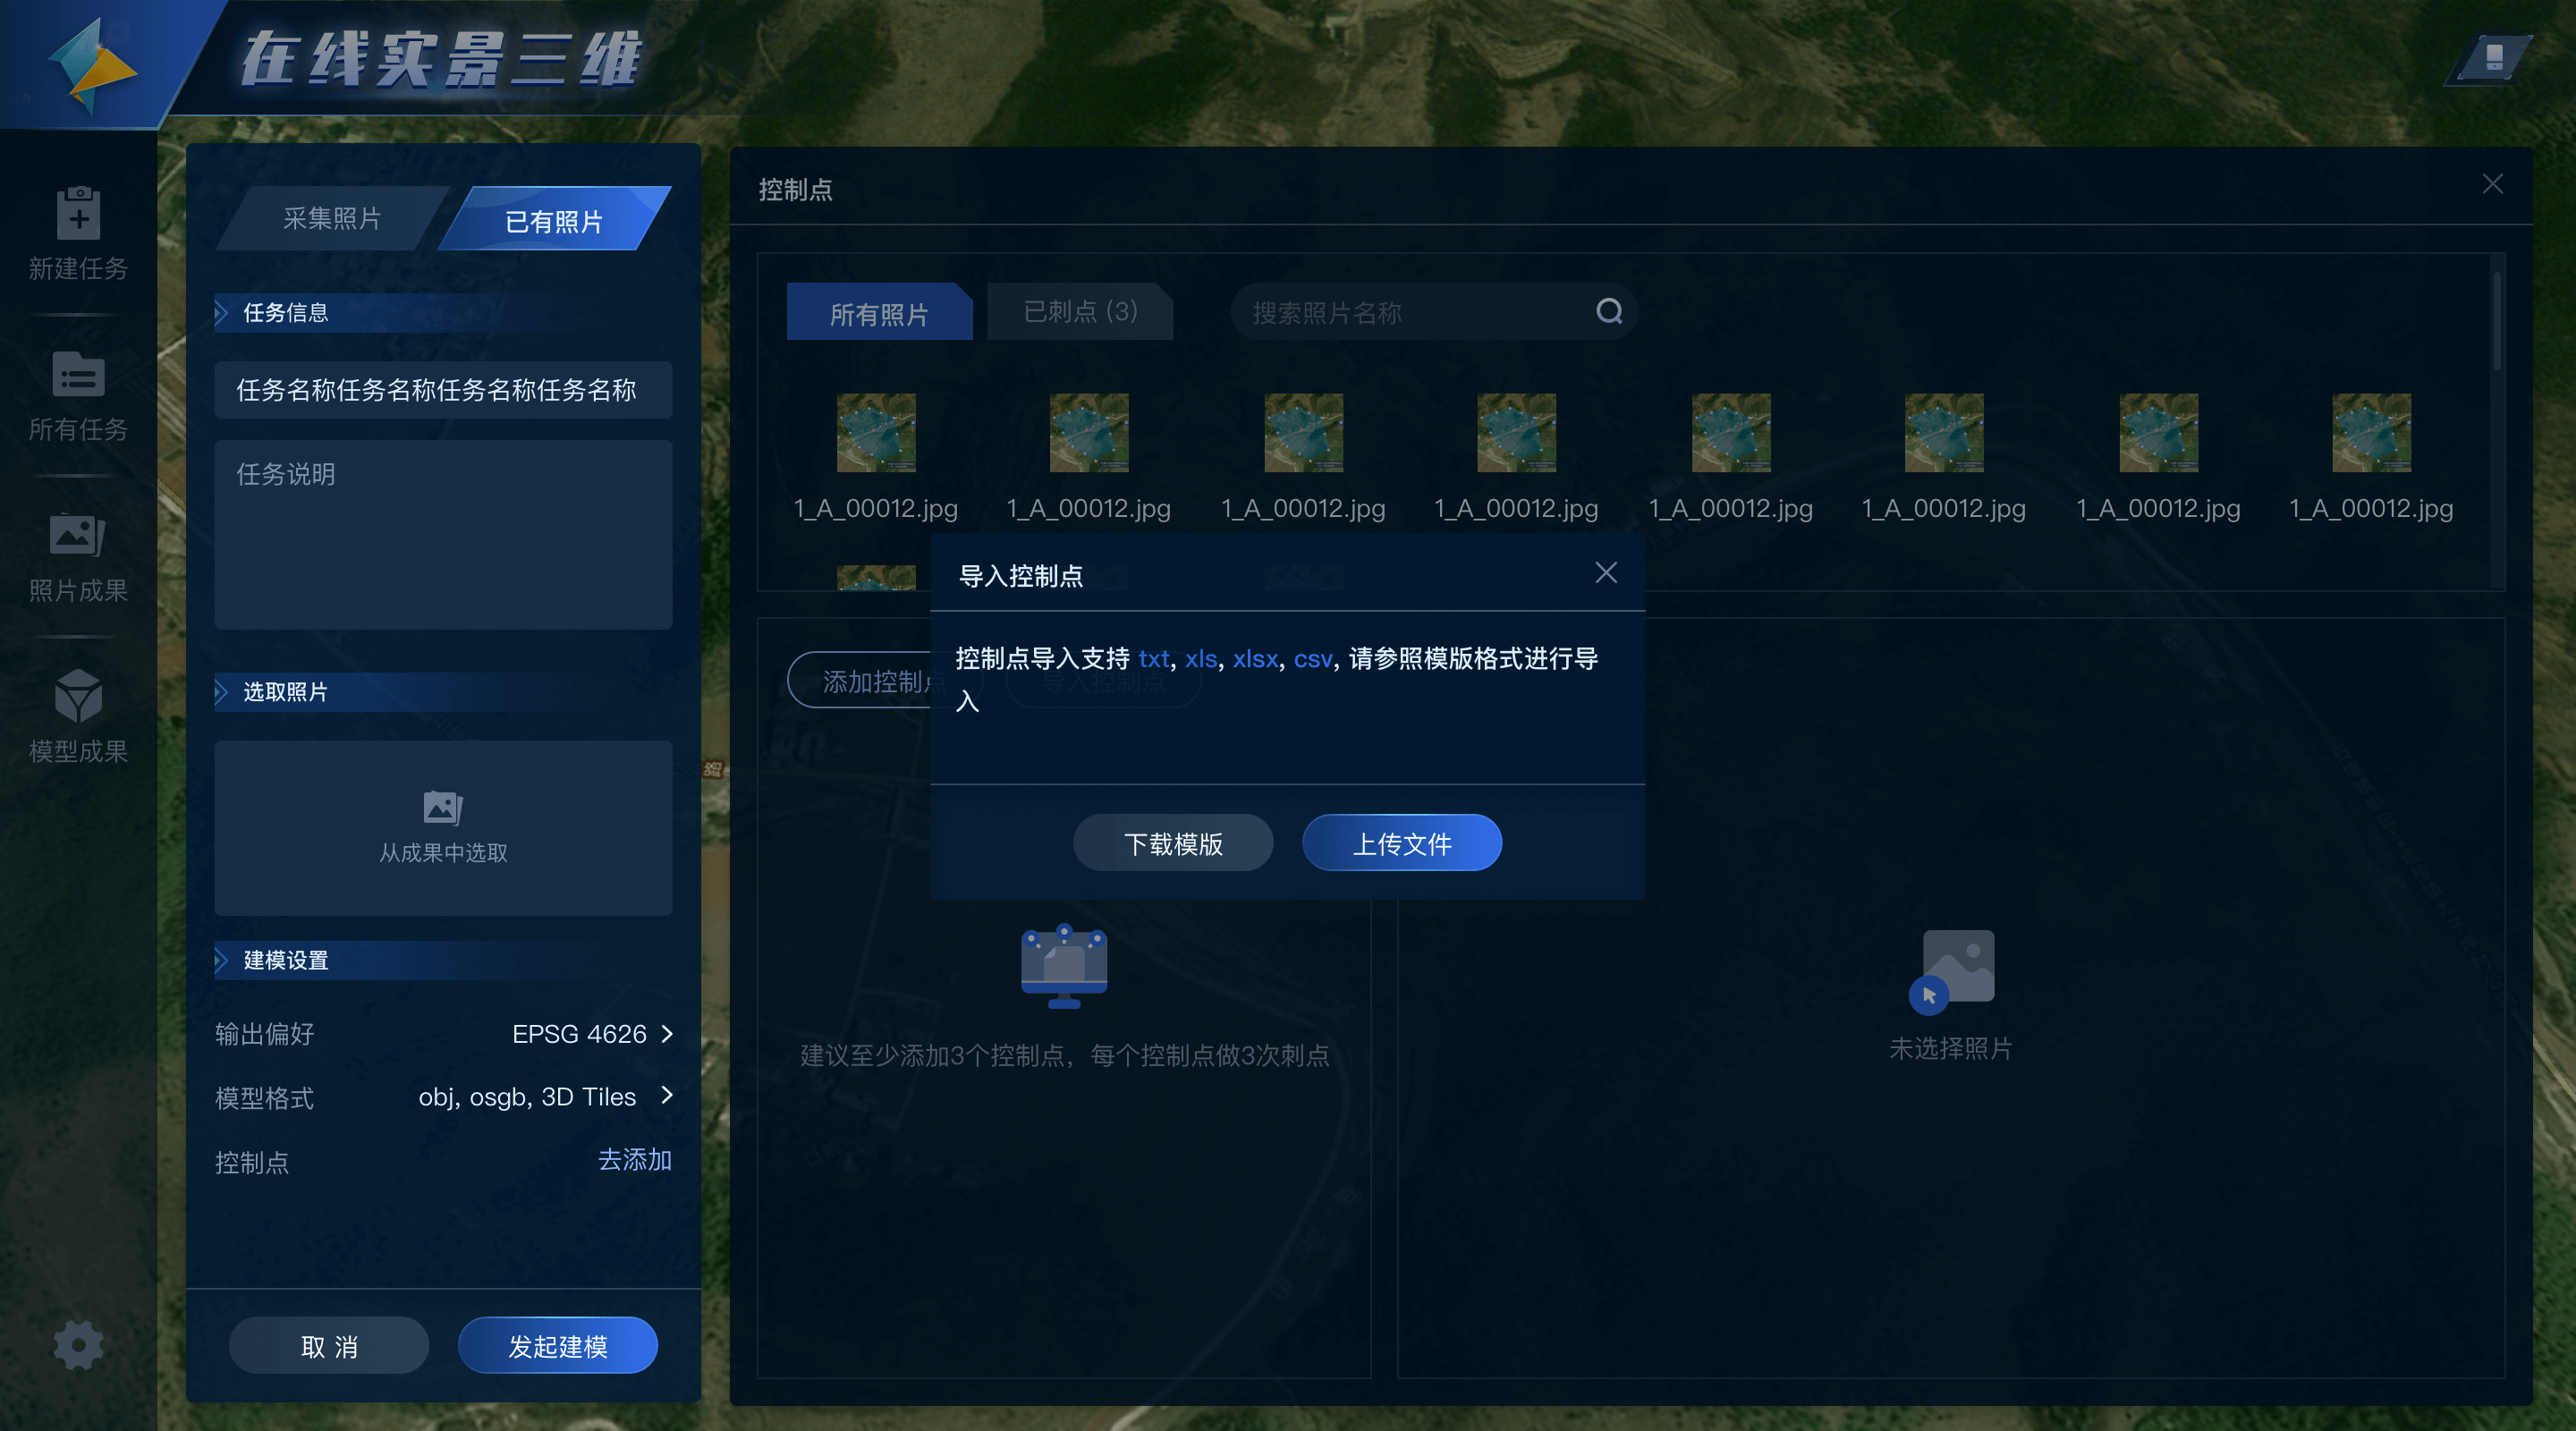 在线实景三维
新建任务
所有任务
照片成果
模型成果
采集照片
已有照片
任务信息
任务名称任务名称任务名称任务名称
任务说明
选取照片
从成果中选取
建模设置
输出偏好 EPSG 4626
模型格式 obj, osgb, 3D Tiles
控制点 去添加
取 消
发起建模
控制点
所有照片
已刺点 (3)
搜索照片名称
1_A_00012.jpg 1_A_00012.jpg 1_A_00012.jpg 1_A_00012.jpg 1_A_00012.jpg 1_A_00012.jpg 1_A_00012.jpg 1_A_00012.jpg
添加控制点
导入控制点
导入控制点
控制点导入支持 txt, xls, xlsx, csv, 请参照模版格式进行导
入
下载模版
上传文件
建议至少添加3个控制点，每个控制点做3次刺点
未选择照片